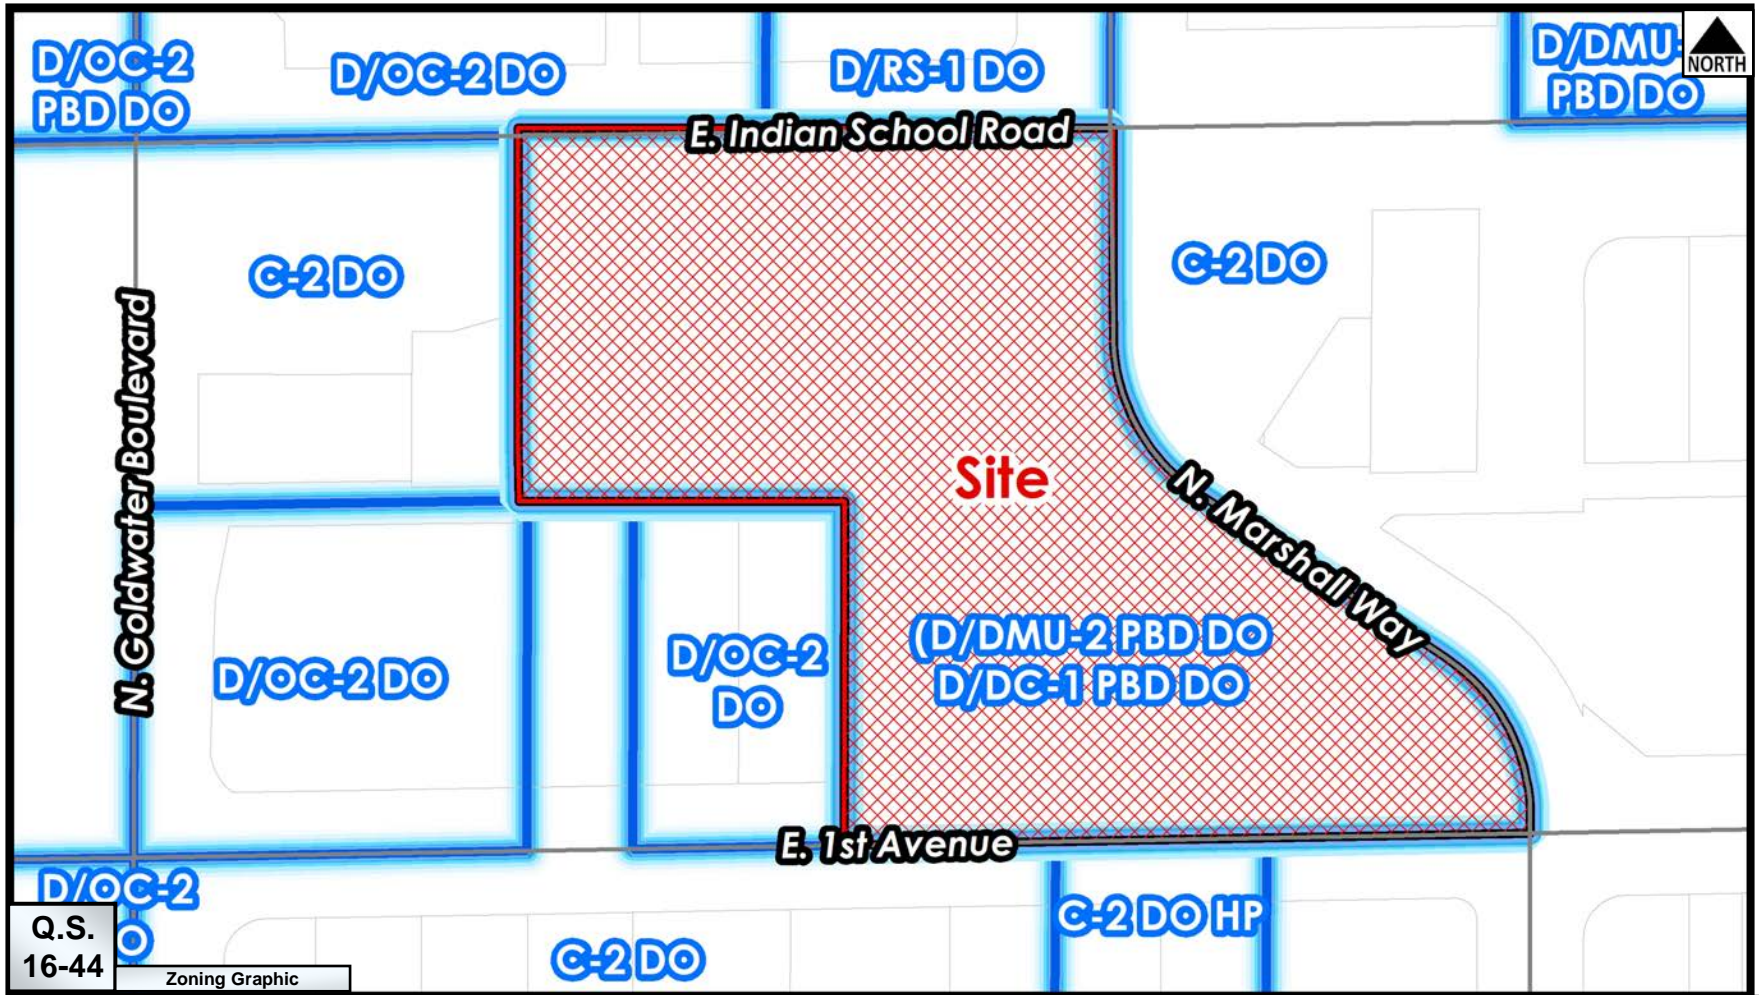 D/OC-2
PBD DO
D/OC-2 DO
D/RS-1 DO
D/DMU-
PBD DO
NORTH
E. Indian School Road
C-2 DO
C-2 DO
N. Goldwater Boulevard
Site
N. Marshall Way
D/OC-2 DO
D/OC-2
DO
(D/DMU-2 PBD DO
D/DC-1 PBD DO
E. 1st Avenue
D/OC-2
O
C-2 DO HP
C-2 DO
Q.S.
16-44
Zoning Graphic